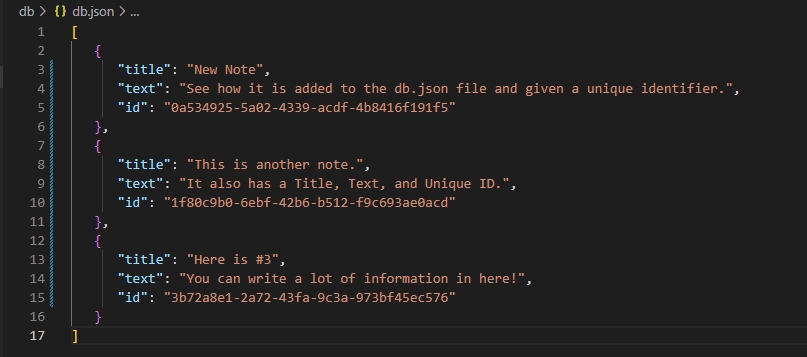 db > {} db.json > ...
1 [
2 {
3 "title": "New Note",
4 "text": "See how it is added to the db.json file and given a unique identifier.",
5 "id": "0a534925-5a02-4339-acdf-4b8416f191f5"
6 },
7 {
8 "title": "This is another note.",
9 "text": "It also has a Title, Text, and Unique ID.",
10 "id": "1f80c9b0-6ebf-42b6-b512-f9c693ae0acd"
11 },
12 {
13 "title": "Here is #3",
14 "text": "You can write a lot of information in here!",
15 "id": "3b72a8e1-2a72-43fa-9c3a-973bf45ec576"
16 }
17 ]